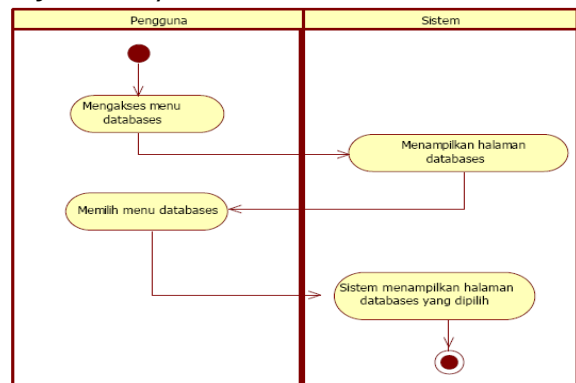 Pengguna
Sistem
Mengakses menu
databases
Menampilkan halaman
databases
Memilih menu databases
Sistem menampilkan halaman
databases yang dipilih